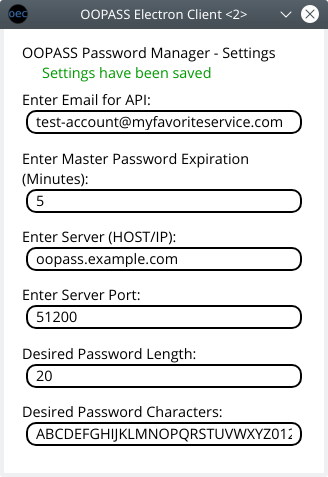 oec OOPASS Electron Client <2>
OOPASS Password Manager - Settings
Settings have been saved
Enter Email for API:
test-account@myfavoriteservice.com
Enter Master Password Expiration
(Minutes):
5
Enter Server (HOST/IP):
oopass.example.com
Enter Server Port:
51200
Desired Password Length:
20
Desired Password Characters:
ABCDEFGHIJKLMNOPQRSTUVWXYZ012